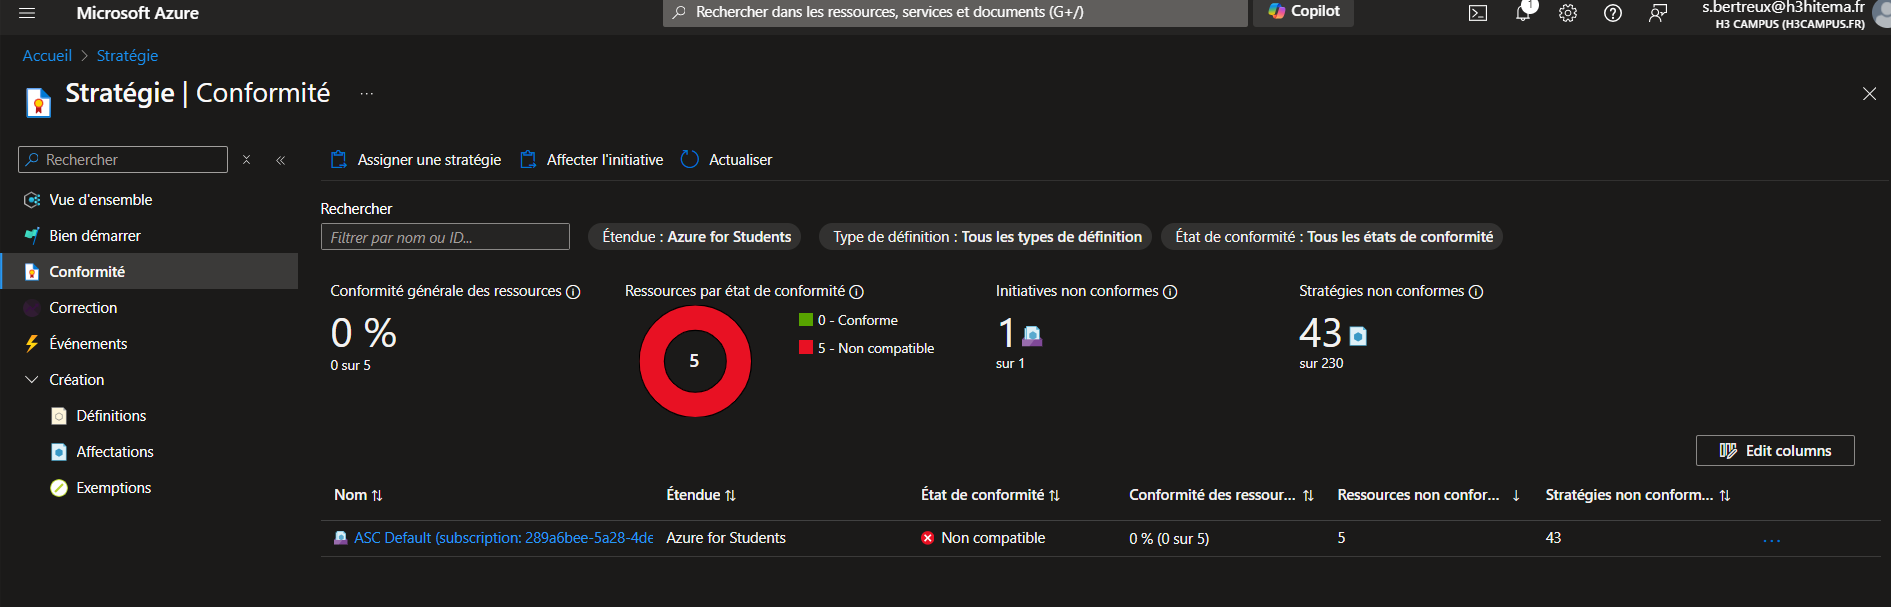 Microsoft Azure
Rechercher dans les ressources, services et documents (G+/)
Copilot
1
s.bertreux@h3hitema.fr
H3 CAMPUS (H3CAMPUS.FR)
Accueil > Stratégie
Stratégie | Conformité ...
Rechercher
Assigner une stratégie
Affecter l'initiative
Actualiser
Vue d'ensemble
Bien démarrer
Conformité
Correction
Événements
Création
Définitions
Affectations
Exemptions
Rechercher
Filtrer par nom ou ID...
Étendue : Azure for Students
Type de définition : Tous les types de définition
État de conformité : Tous les états de conformité
Conformité générale des ressources
0 %
0 sur 5
Ressources par état de conformité
5
0 - Conforme
5 - Non compatible
Initiatives non conformes
1
sur 1
Stratégies non conformes
43
sur 230
Edit columns
Nom Étendue État de conformité Conformité des ressour... Ressources non confor... Stratégies non conform...
ASC Default (subscription: 289a6bee-5a28-4de Azure for Students Non compatible 0 % (0 sur 5) 5 43 ...